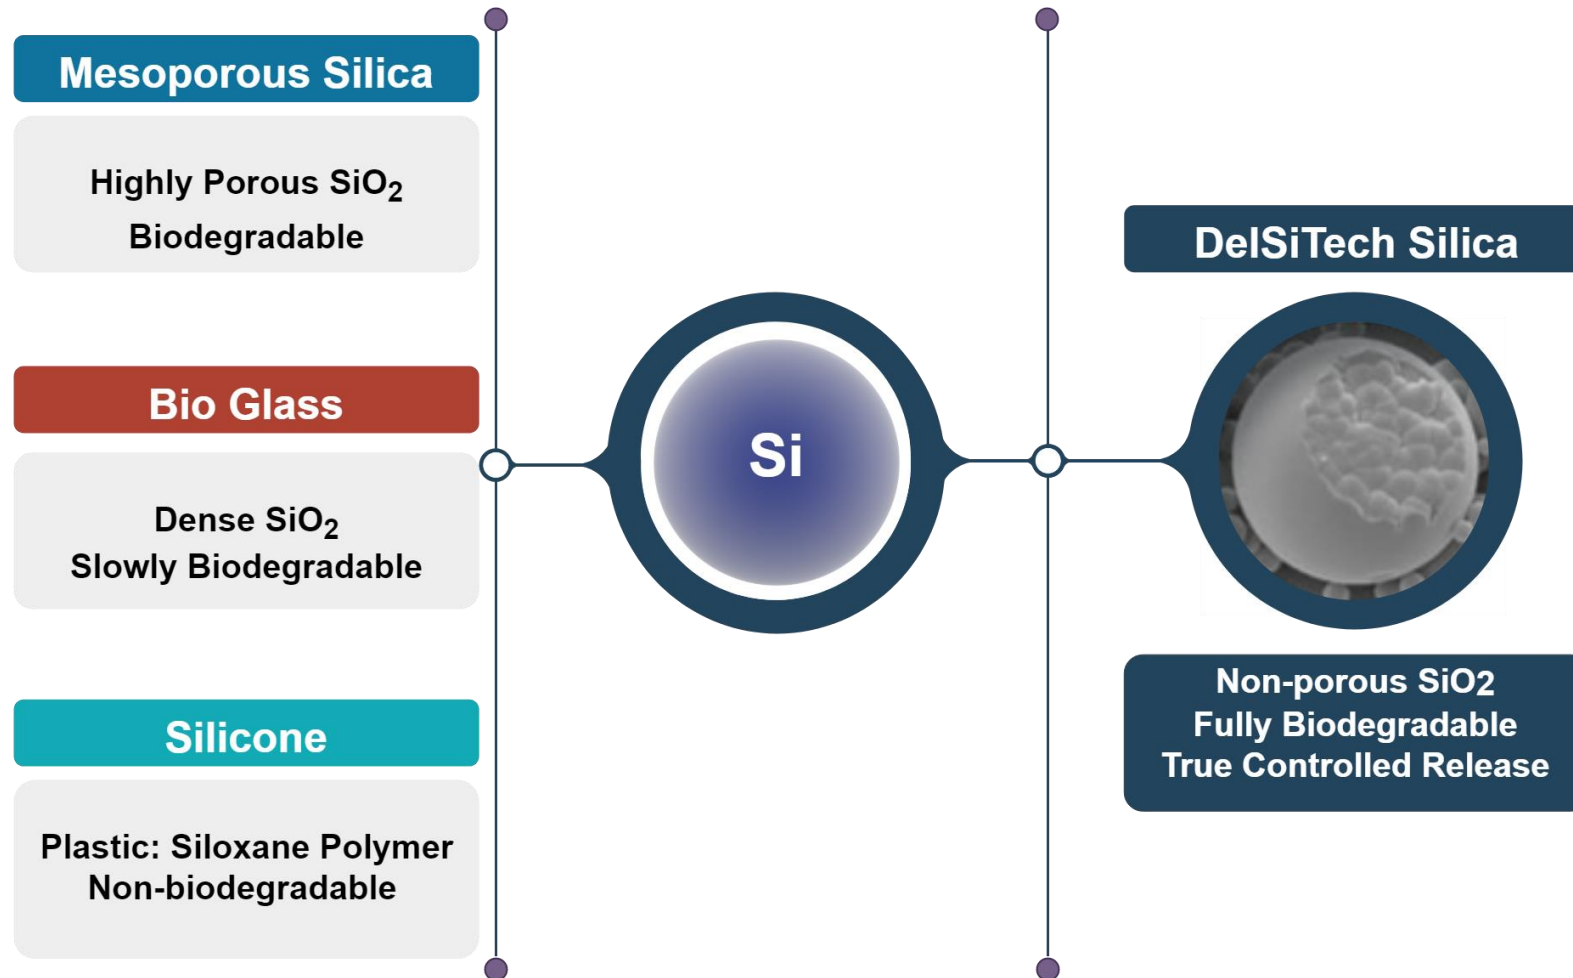 Mesoporous Silica
Highly Porous SiO₂
Biodegradable
Bio Glass
Dense SiO₂
Slowly Biodegradable
Silicone
Plastic: Siloxane Polymer
Non-biodegradable
Si
DelSiTech Silica
Non-porous SiO2
Fully Biodegradable
True Controlled Release